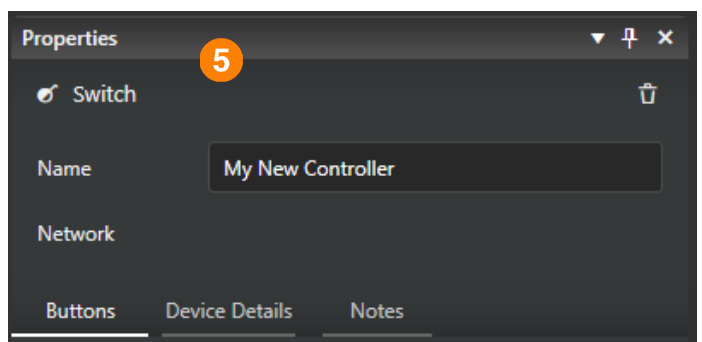 Properties
5
Switch
Name My New Controller
Network
Buttons Device Details Notes